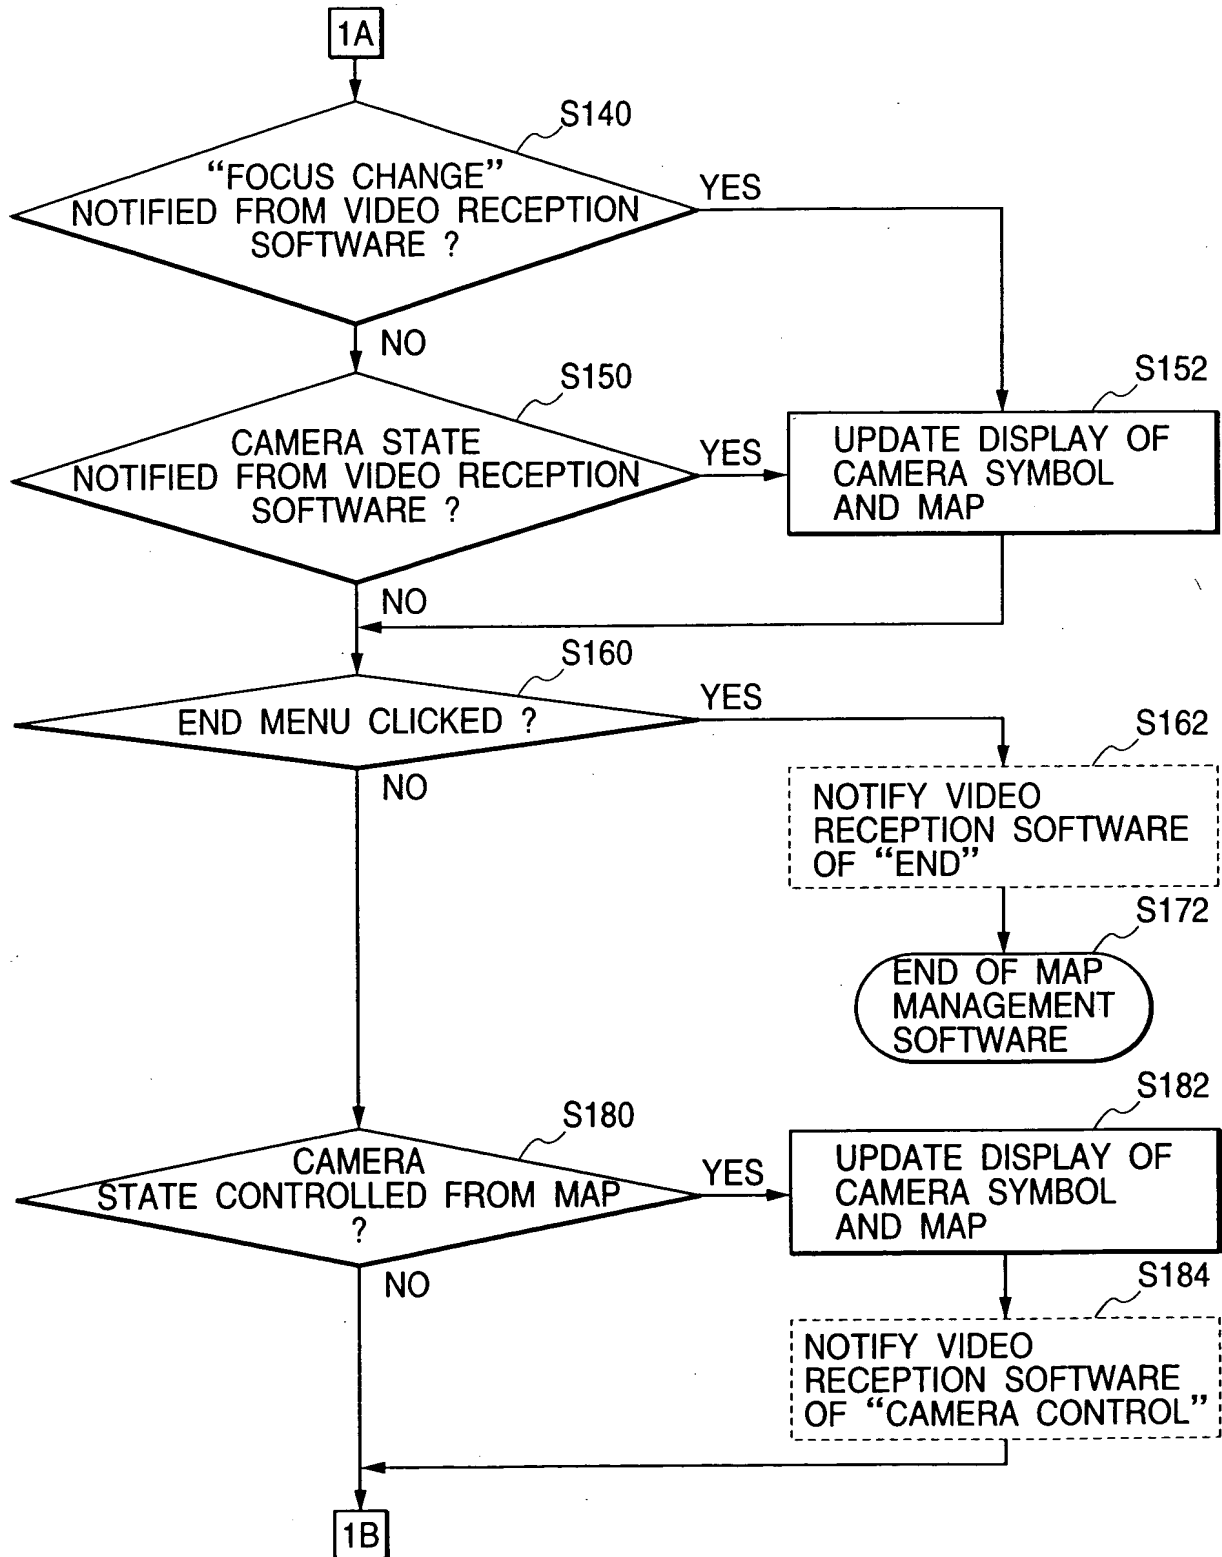 1A
S140
“FOCUS CHANGE”
NOTIFIED FROM VIDEO RECEPTION
SOFTWARE ?
YES
NO
S150
CAMERA STATE
NOTIFIED FROM VIDEO RECEPTION
SOFTWARE ?
YES
S152
UPDATE DISPLAY OF
CAMERA SYMBOL
AND MAP
NO
S160
END MENU CLICKED ?
YES
NO
S162
NOTIFY VIDEO
RECEPTION SOFTWARE
OF “END”
S172
END OF MAP
MANAGEMENT
SOFTWARE
S180
CAMERA
STATE CONTROLLED FROM MAP
?
YES
S182
UPDATE DISPLAY OF
CAMERA SYMBOL
AND MAP
NO
S184
NOTIFY VIDEO
RECEPTION SOFTWARE
OF “CAMERA CONTROL”
1B